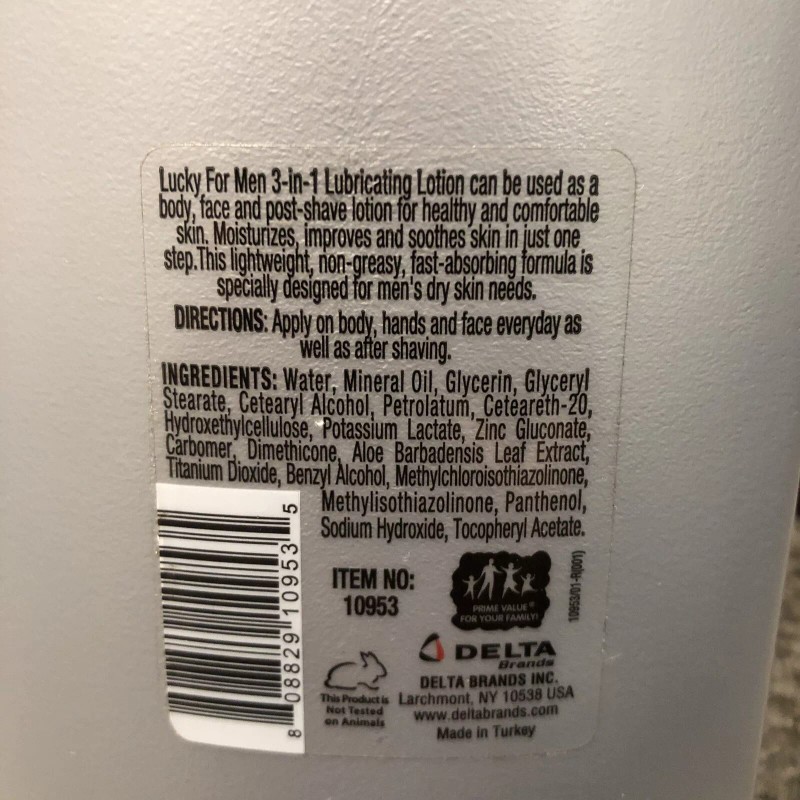 Lucky For Men 3-in-1 Lubricating Lotion can be used as a
body, face and post-shave lotion for healthy and comfortable
skin. Moisturizes, improves and soothes skin in just one
step.This lightweight, non-greasy, fast-absorbing formula is
specially designed for men's dry skin needs.
DIRECTIONS: Apply on body, hands and face everyday as
well as after shaving.
INGREDIENTS: Water, Mineral Oil, Glycerin, Glyceryl
Stearate, Cetearyl Alcohol, Petrolatum, Ceteareth-20,
Hydroxethylcellulose, Potassium Lactate, Zinc Gluconate,
Carbomer, Dimethicone, Aloe Barbadensis Leaf Extract,
Titanium Dioxide, Benzyl Alcohol, Methylchloroisothiazolinone,
Methylisothiazolinone, Panthenol,
Sodium Hydroxide, Tocopheryl Acetate.
8 08829 10953 5
ITEM NO:
10953
PRIME VALUE®
FOR YOUR FAMILY!
10953/01-R(001)
This Product is
Not Tested
on Animals
DELTA
Brands
DELTA BRANDS INC.
Larchmont, NY 10538 USA
www.deltabrands.com
Made in Turkey